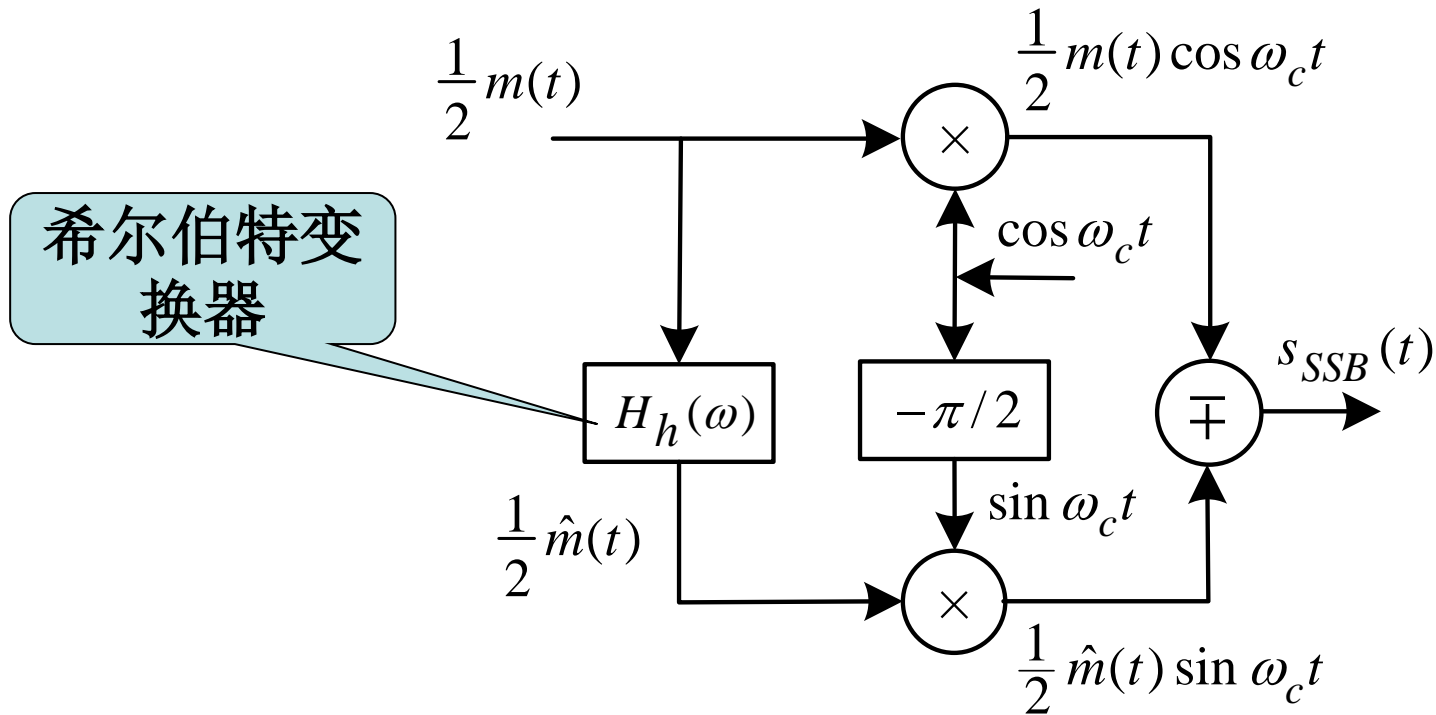 1/2 m(t)
1/2 m(t) cos ω_c t
×
希尔伯特变
换器
cos ω_c t
H_h(ω)
−π/2
∓
s_SSB(t)
1/2 m̂(t)
sin ω_c t
×
1/2 m̂(t) sin ω_c t